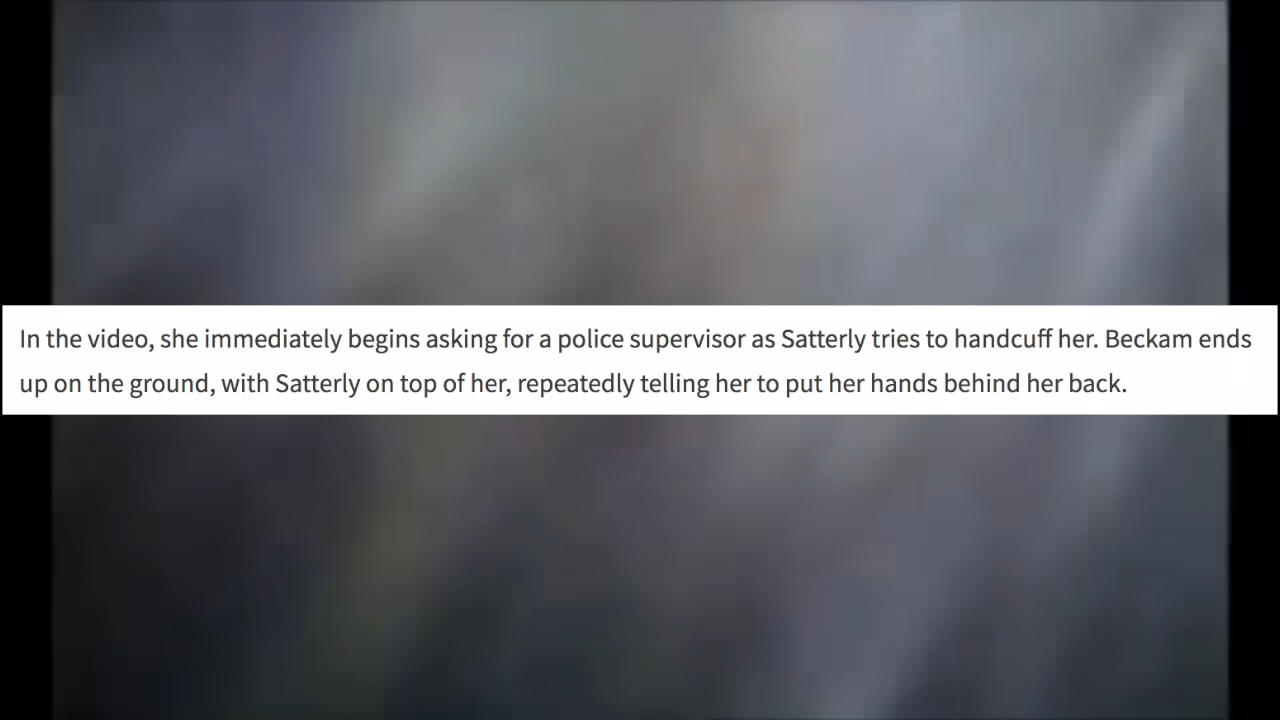 In the video, she immediately begins asking for a police supervisor as Satterly tries to handcuff her. Beckam ends
up on the ground, with Satterly on top of her, repeatedly telling her to put her hands behind her back.